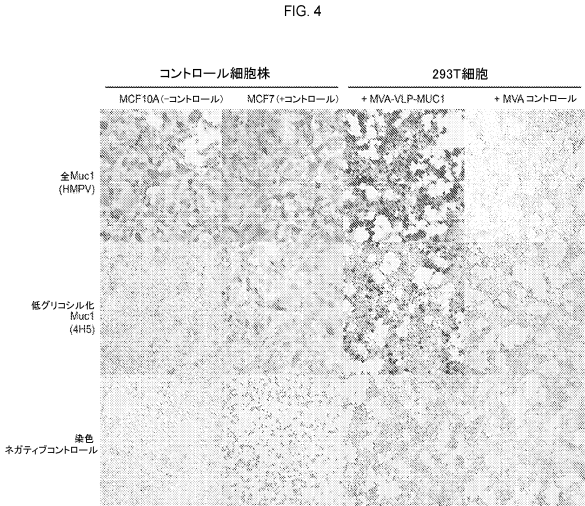 FIG. 4
コントロール細胞株
293T細胞
MCF10A(－コントロール)
MCF7(+コントロール)
+ MVA-VLP-MUC1
+ MVAコントロール
全Muc1
(HMPV)
低グリコシル化
Muc1
(4H5)
染色
ネガティブコントロール